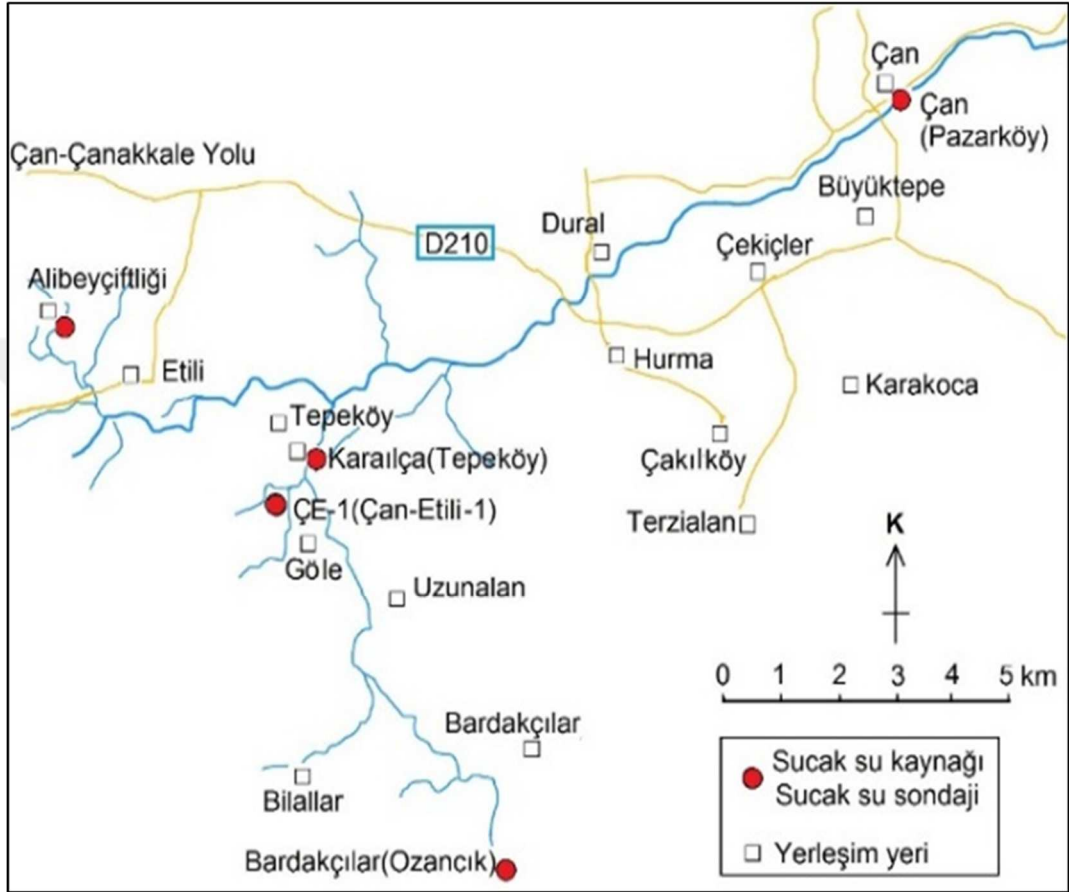 Çan
Çan
(Pazarköy)
Çan-Çanakkale Yolu
Büyüktepe
Dural
D210
Çekiçler
Alibeyçiftliği
Etili
Hurma
Karakoca
Tepeköy
Karaılça(Tepeköy)
Çakılköy
ÇE-1(Çan-Etili-1)
Terzialan
K
Göle
Uzunalan
0 1 2 3 4 5 km
Bardakçılar
Bilallar
Sucak su kaynağı
Sucak su sondaji
Yerleşim yeri
Bardakçılar(Ozancık)